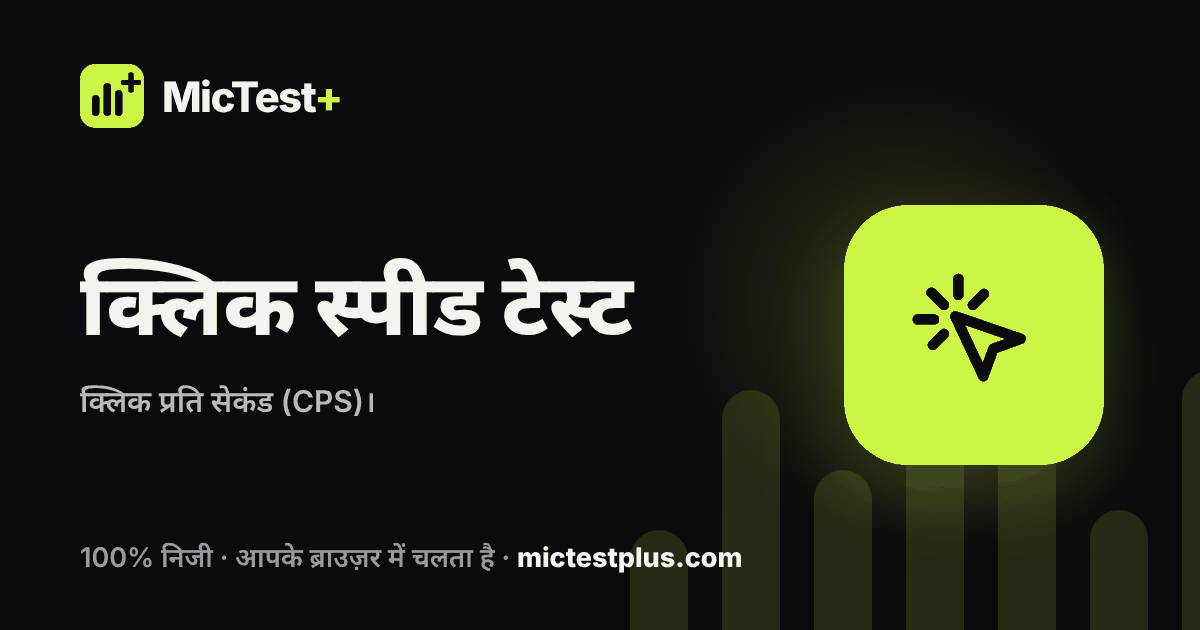 MicTest+
क्लिक स्पीड टेस्ट
क्लिक प्रति सेकंड (CPS)।
100% निजी · आपके ब्राउज़र में चलता है · mictestplus.com